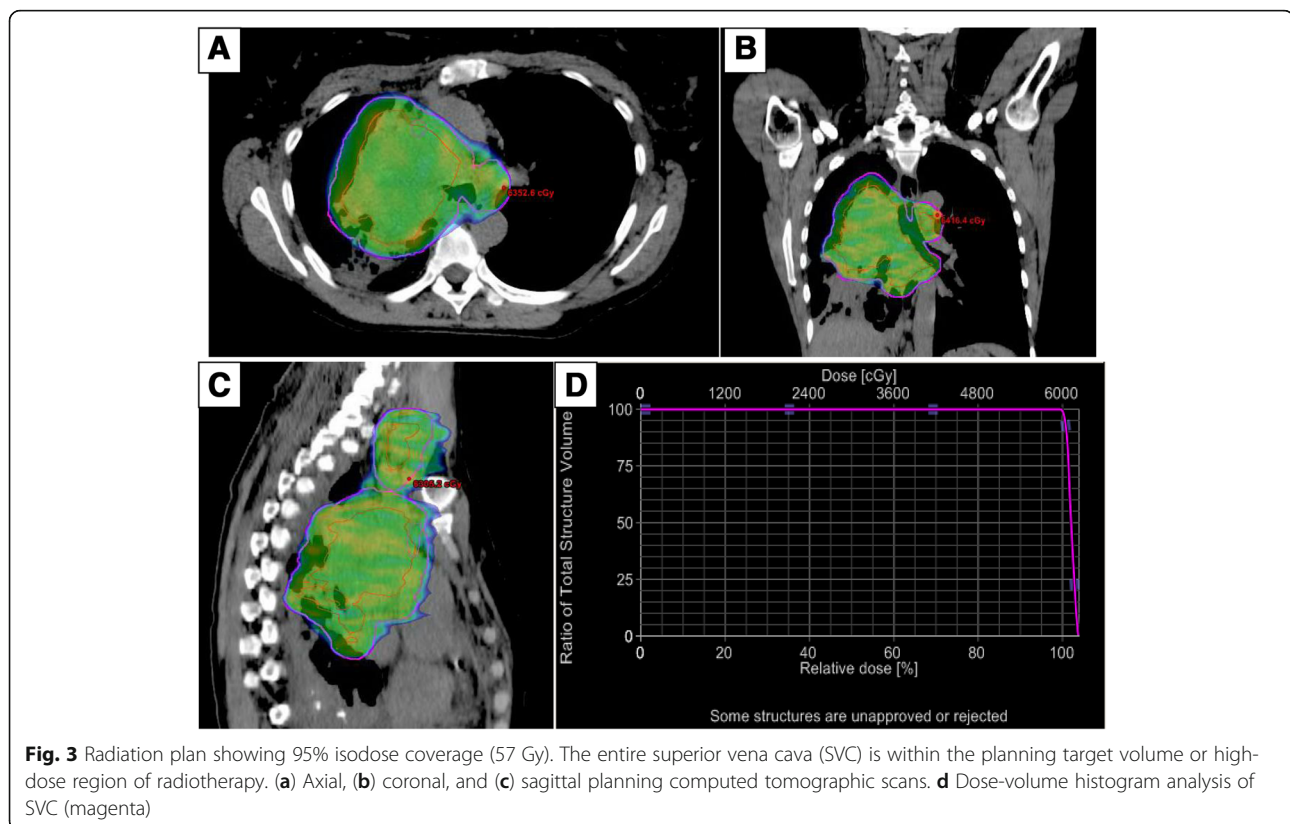 A
B
6352.6 cGy
6416.4 cGy
C
D
Dose [cGy]
0 1200 2400 3600 4800 6000
100
75
50
25
0
Ratio of Total Structure Volume
0 20 40 60 80 100
Relative dose [%]
Some structures are unapproved or rejected
Fig. 3 Radiation plan showing 95% isodose coverage (57 Gy). The entire superior vena cava (SVC) is within the planning target volume or high-
dose region of radiotherapy. (a) Axial, (b) coronal, and (c) sagittal planning computed tomographic scans. d Dose-volume histogram analysis of
SVC (magenta)